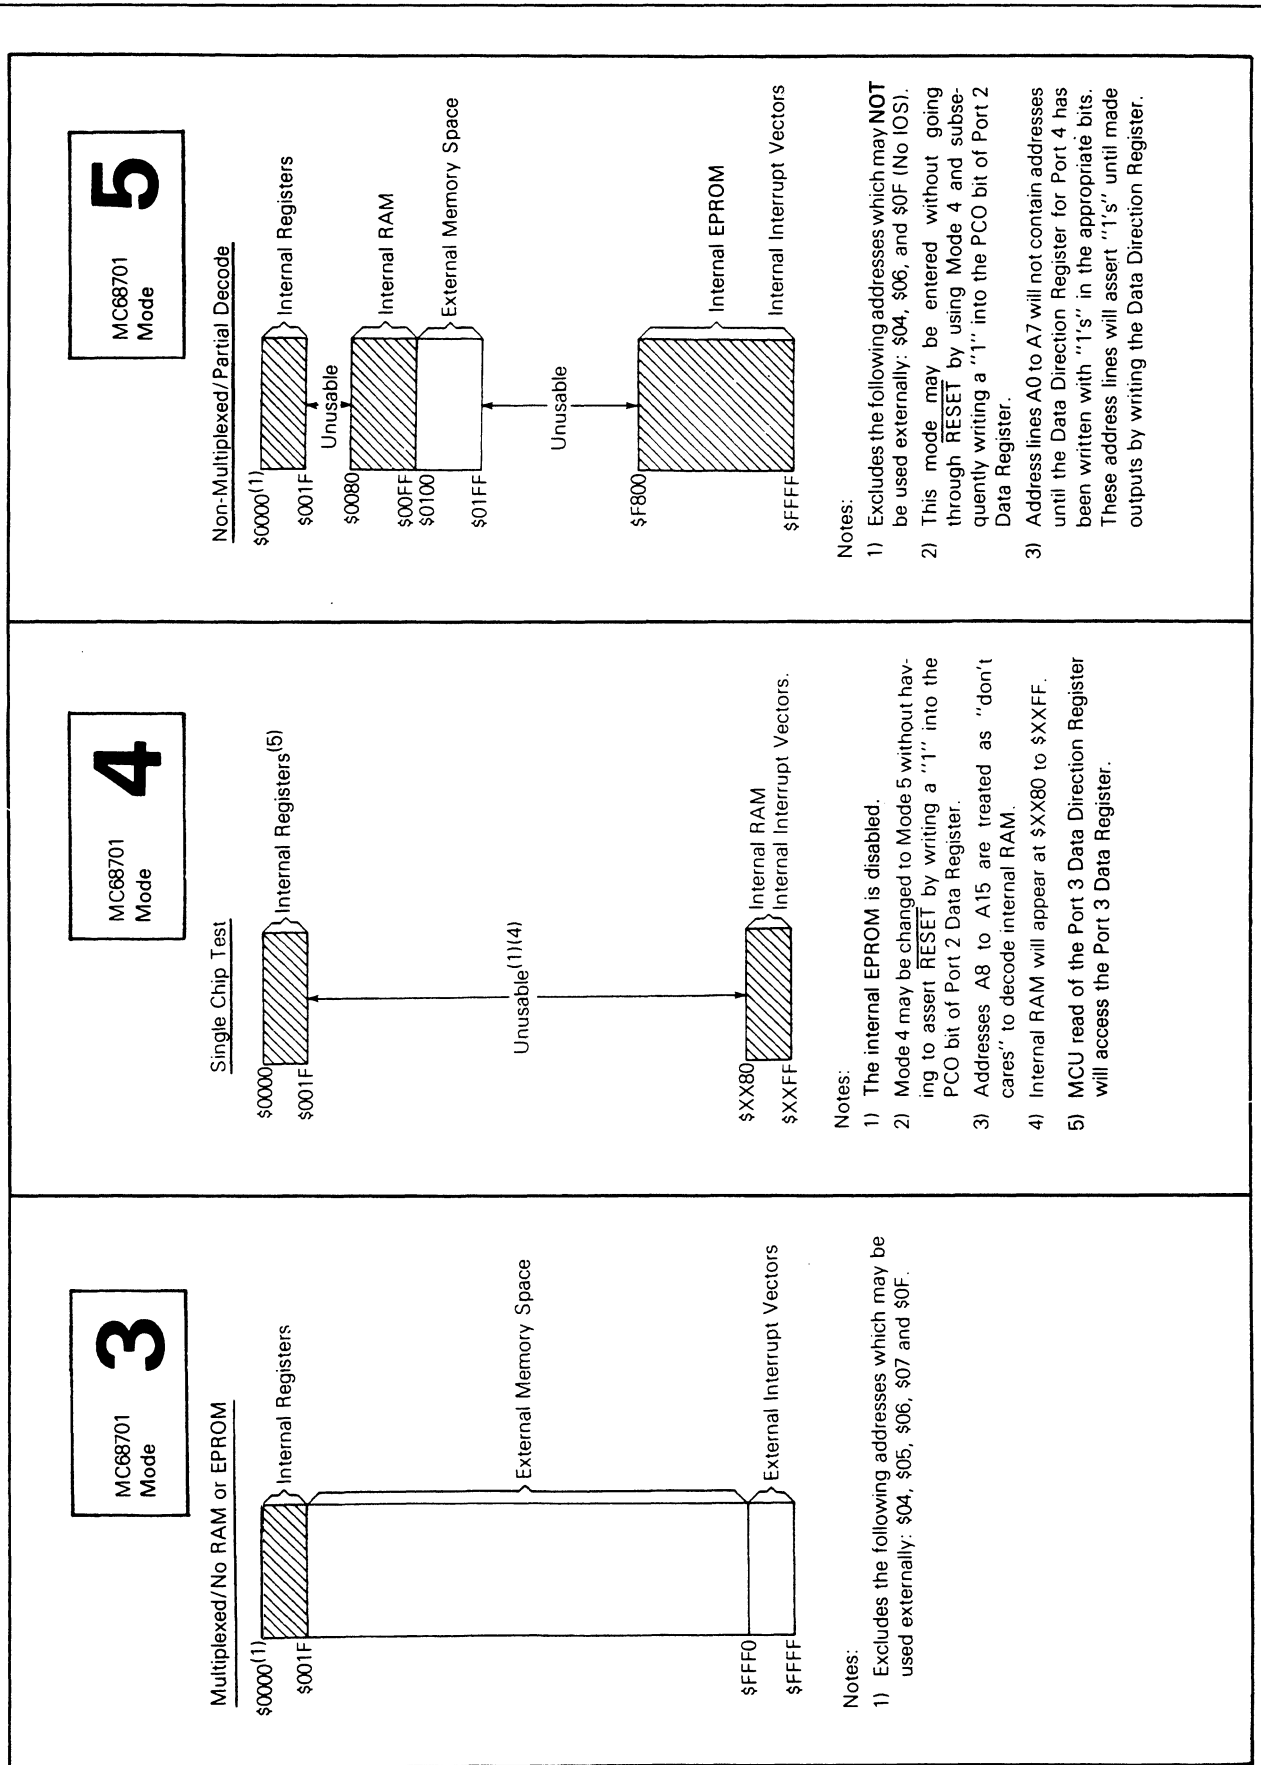 MC68701
Mode 3
Multiplexed/No RAM or EPROM
$0000(1)
Internal Registers
$001F
External Memory Space
$FFF0
External Interrupt Vectors
$FFFF
Notes:
1) Excludes the following addresses which may be
used externally: $04, $05, $06, $07 and $0F.
MC68701
Mode 4
Single Chip Test
$0000
Internal Registers(5)
$001F
Unusable(1)(4)
$XX80
Internal RAM
Internal Interrupt Vectors.
$XXFF
Notes:
1) The internal EPROM is disabled.
2) Mode 4 may be changed to Mode 5 without hav-
ing to assert RESET by writing a "1" into the
PCO bit of Port 2 Data Register.
3) Addresses A8 to A15 are treated as "don't
cares" to decode internal RAM.
4) Internal RAM will appear at $XX80 to $XXFF.
5) MCU read of the Port 3 Data Direction Register
will access the Port 3 Data Register.
MC68701
Mode 5
Non-Multiplexed/Partial Decode
$0000(1)
Internal Registers
$001F
Unusable
$0080
Internal RAM
$00FF
$0100
External Memory Space
$01FF
Unusable
$F800
Internal EPROM
Internal Interrupt Vectors
$FFFF
Notes:
1) Excludes the following addresses which may NOT
be used externally: $04, $06, and $0F (No IOS).
2) This mode may be entered without going
through RESET by using Mode 4 and subse-
quently writing a "1" into the PCO bit of Port 2
Data Register.
3) Address lines A0 to A7 will not contain addresses
until the Data Direction Register for Port 4 has
been written with "1's" in the appropriate bits.
These address lines will assert "1's" until made
outputs by writing the Data Direction Register.